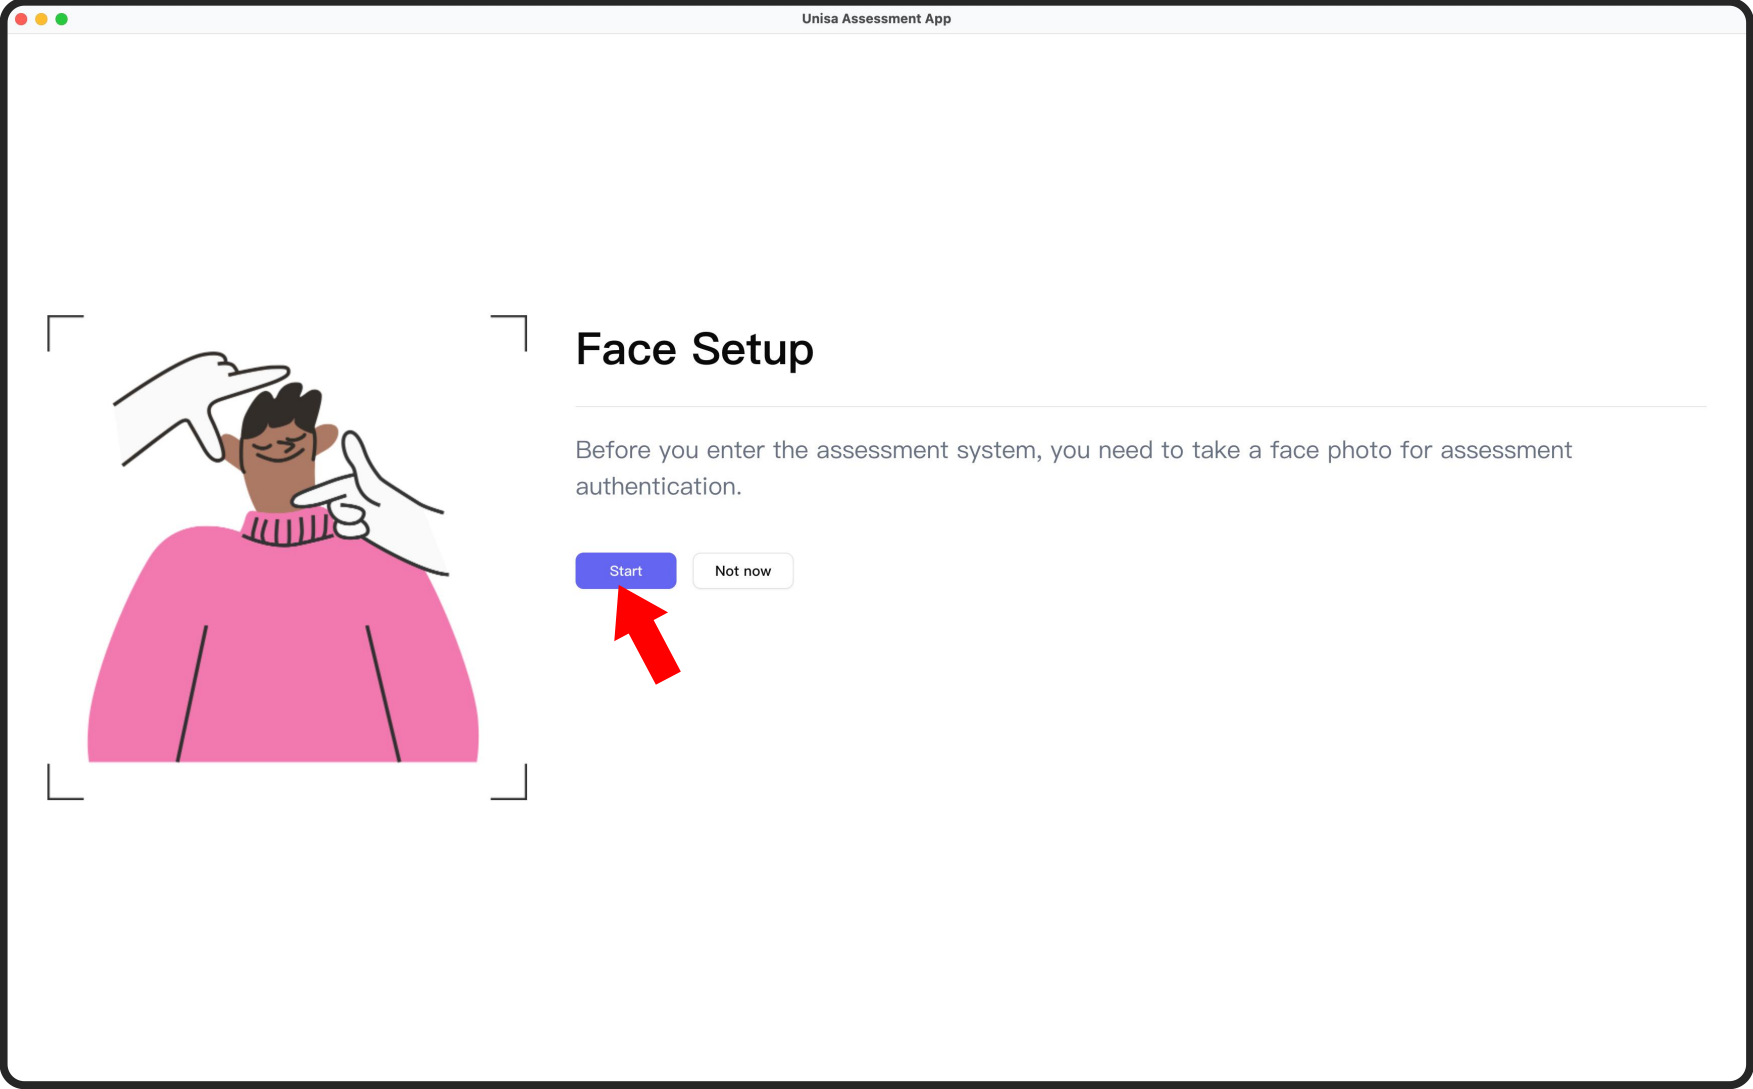 Unisa Assessment App
Face Setup
Before you enter the assessment system, you need to take a face photo for assessment
authentication.
Start
Not now